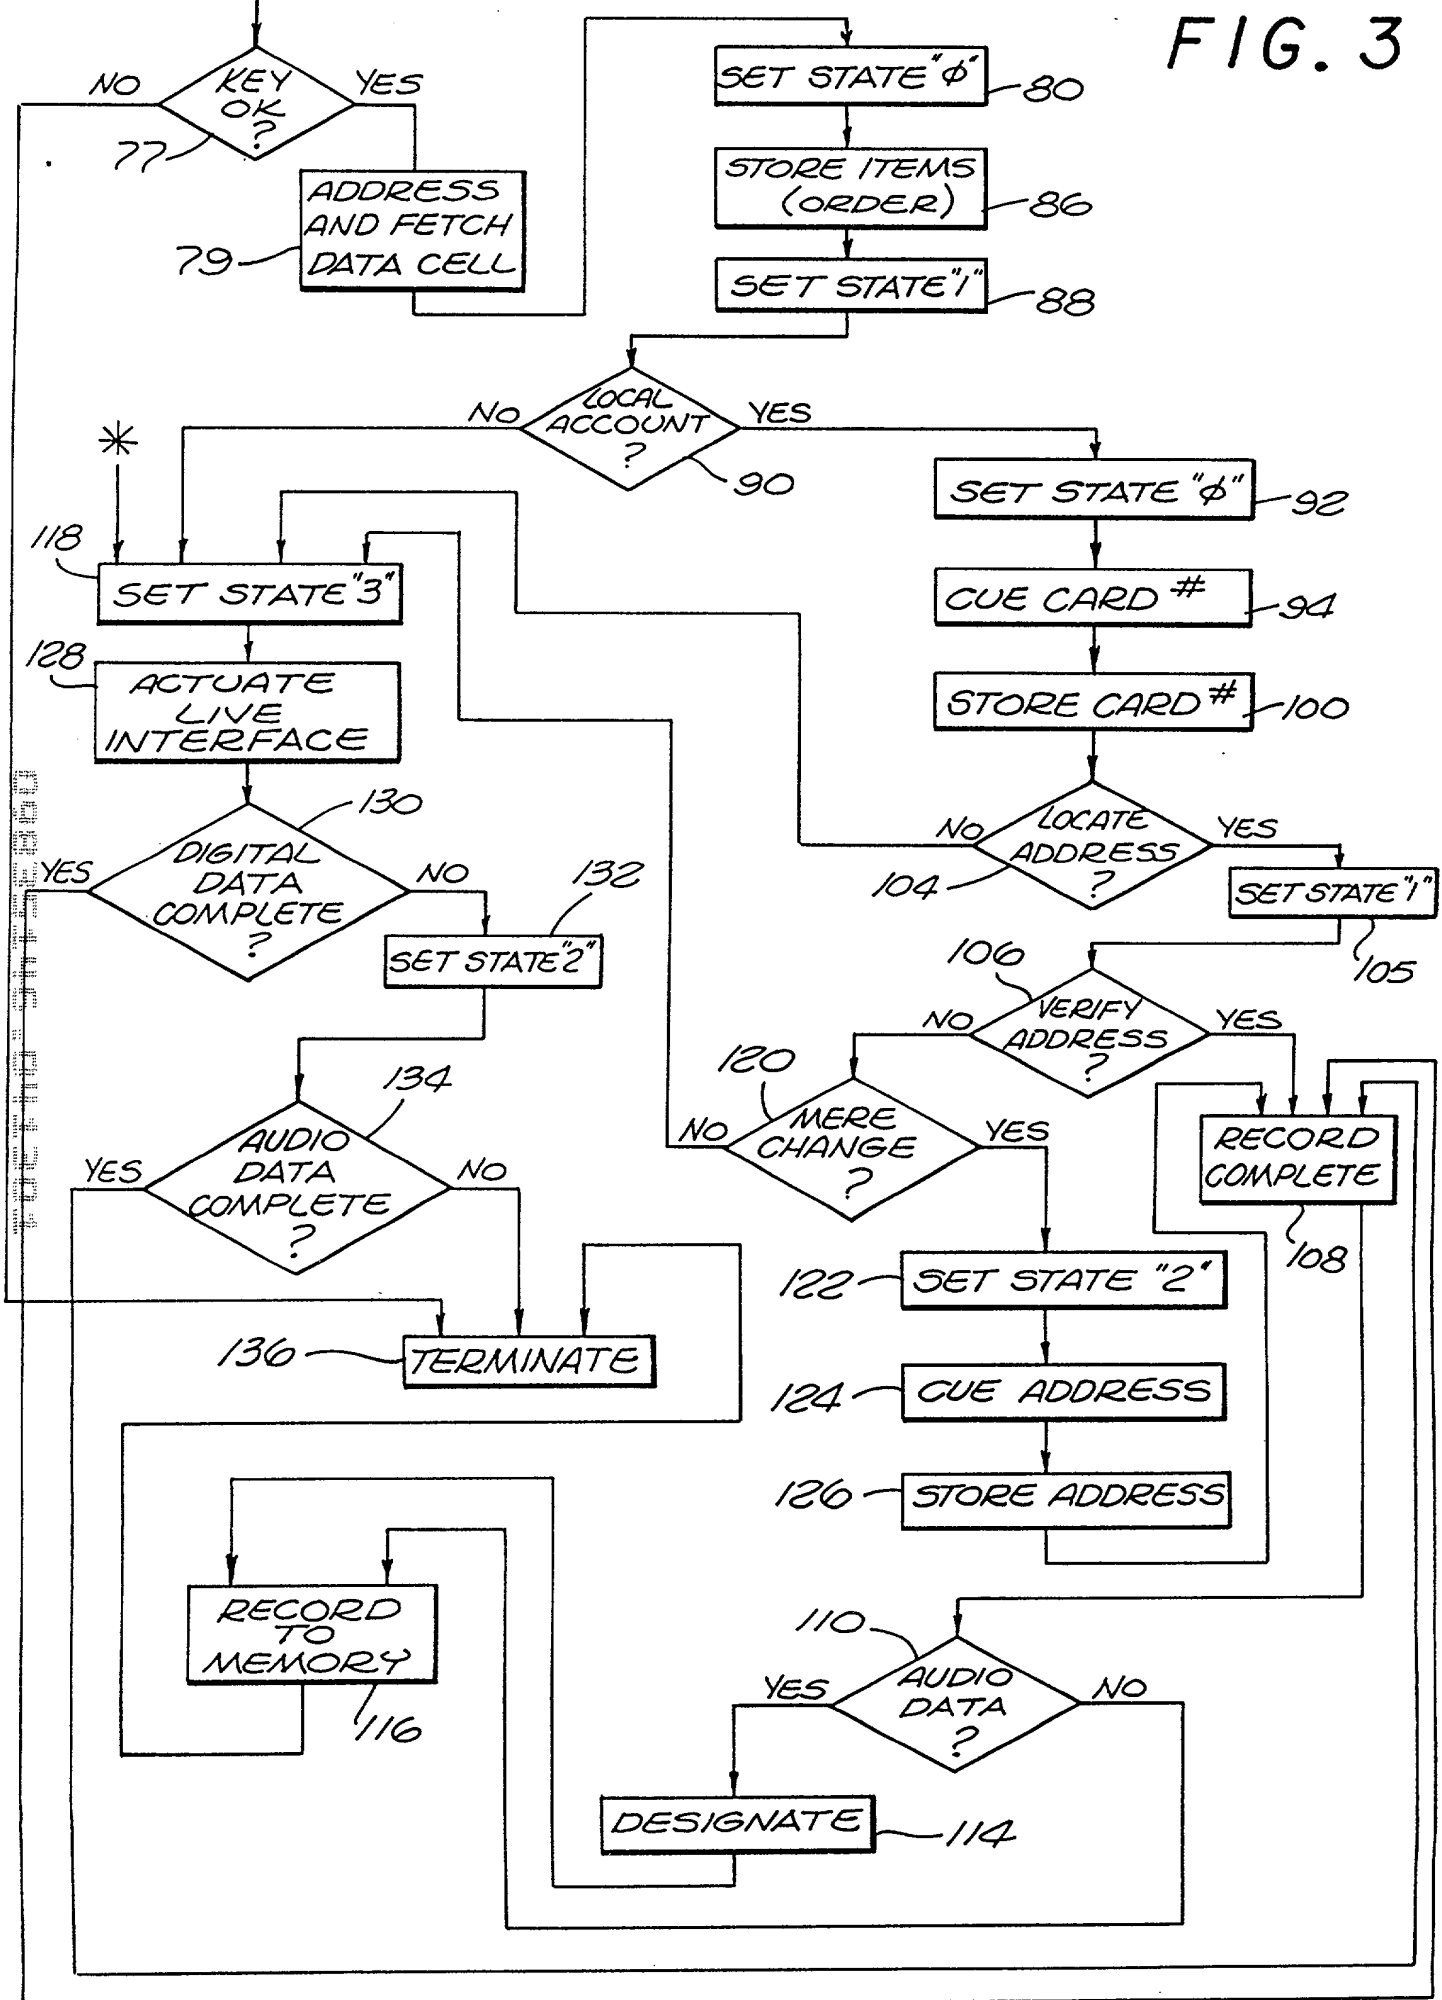 FIG. 3
NO
KEY
OK
?
YES
77
ADDRESS
AND FETCH
DATA CELL
79
SET STATE "φ"
80
STORE ITEMS
(ORDER)
86
SET STATE "1"
88
NO
LOCAL
ACCOUNT
?
YES
90
*
SET STATE "φ"
92
118
SET STATE "3"
CUE CARD #
94
128
ACTUATE
LIVE
INTERFACE
STORE CARD #
100
130
YES
DIGITAL
DATA
COMPLETE
?
NO
132
SET STATE "2"
NO
LOCATE
ADDRESS
?
YES
104
SET STATE "1"
105
106
NO
VERIFY
ADDRESS
?
YES
134
YES
AUDIO
DATA
COMPLETE
?
NO
120
NO
MERE
CHANGE
?
YES
RECORD
COMPLETE
108
122
SET STATE "2"
136
TERMINATE
124
CUE ADDRESS
126
STORE ADDRESS
RECORD
TO
MEMORY
116
110
YES
AUDIO
DATA
?
NO
DESIGNATE
114